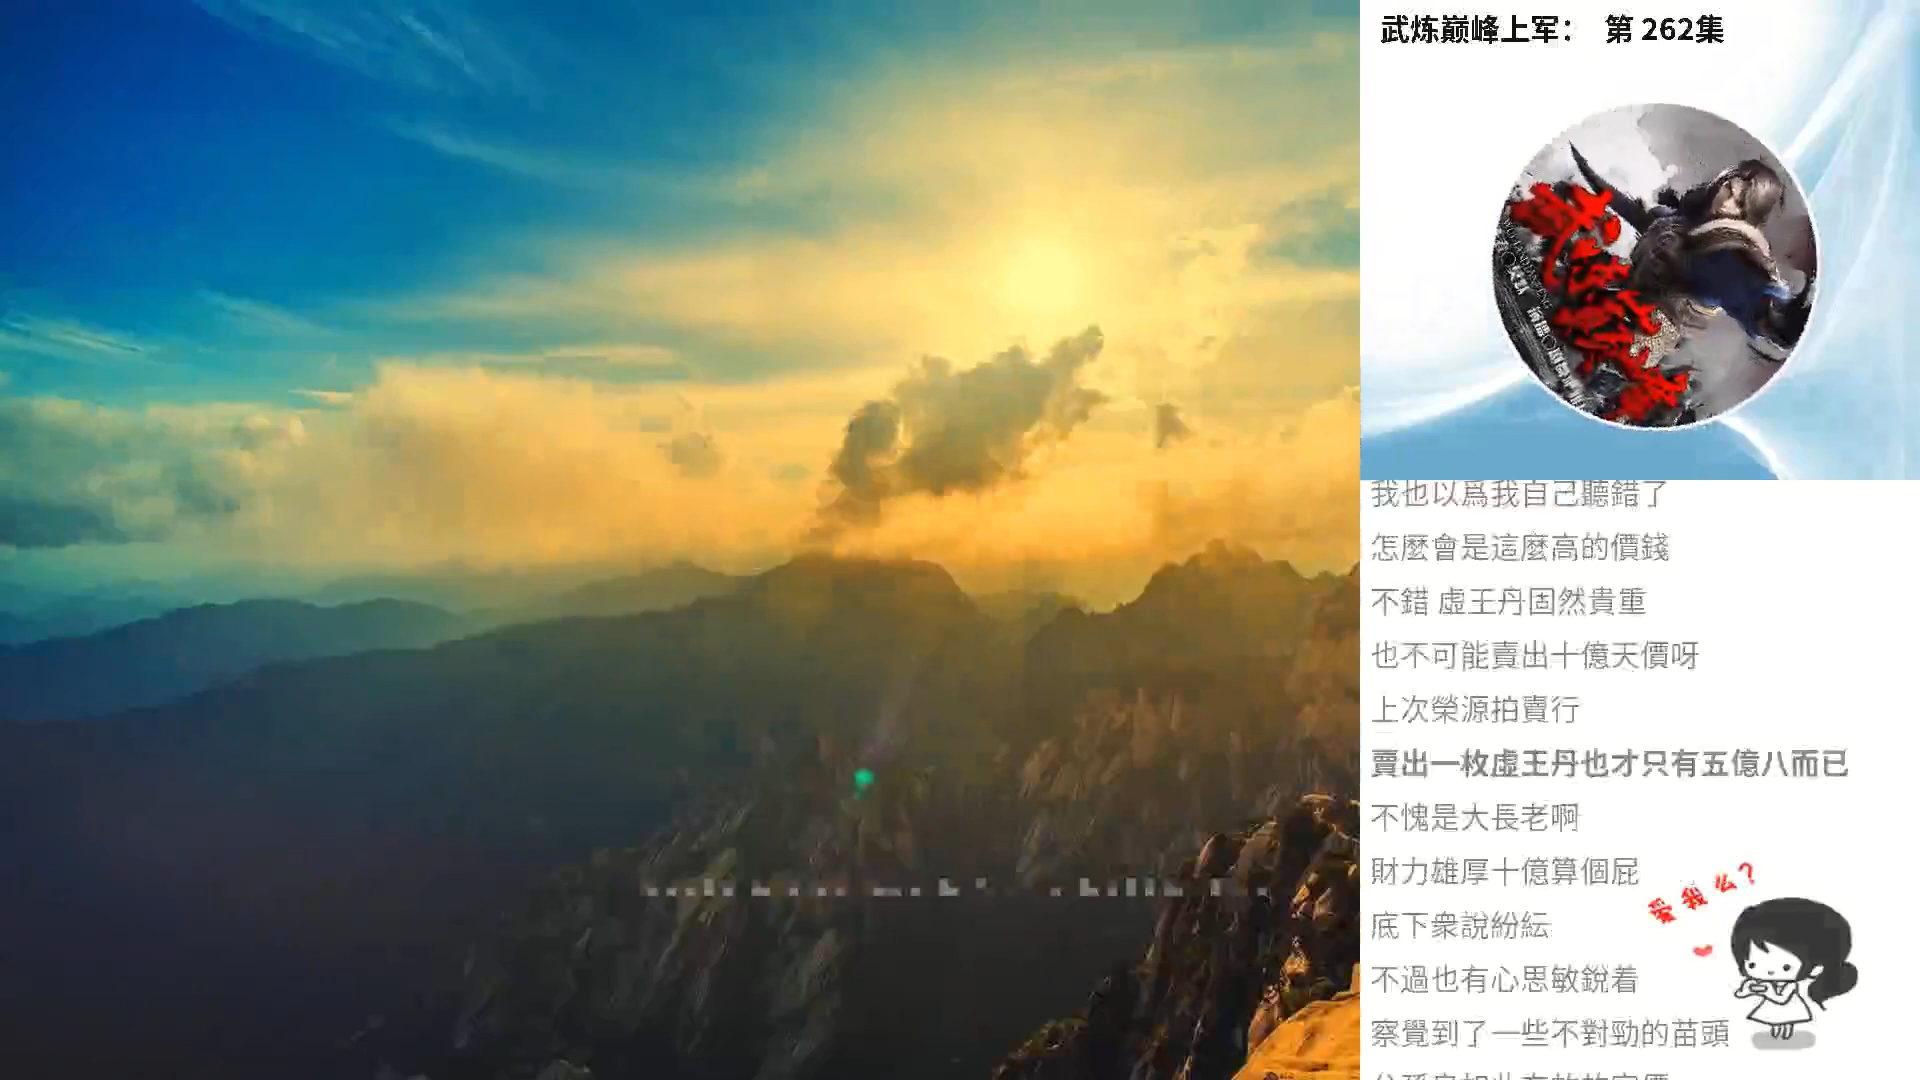 武炼巅峰上军： 第 262集
我也以爲我自己聽錯了
怎麼會是這麼高的價錢
不錯 虛王丹固然貴重
也不可能賣出十億天價呀
上次榮源拍賣行
賣出一枚虛王丹也才只有五億八而已
不愧是大長老啊
財力雄厚十億算個屁
底下衆說紛紜
不過也有心思敏銳着
察覺到了一些不對勁的苗頭
爱我么?